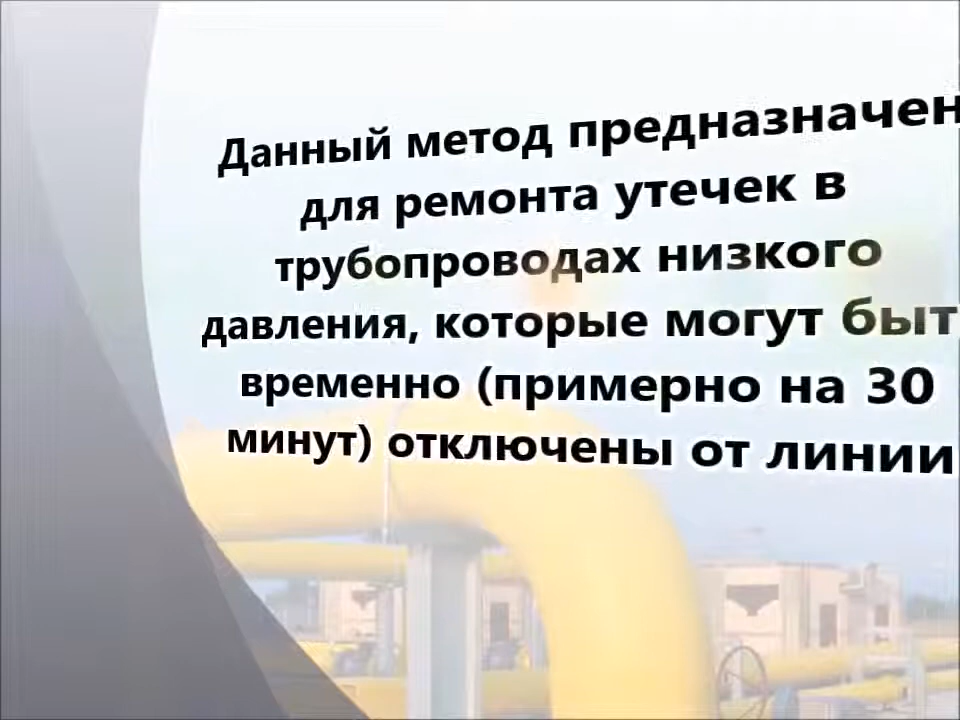 Данный метод предназначен
для ремонта утечек в
трубопроводах низкого
давления, которые могут быт
временно (примерно на 30
минут) отключены от линии